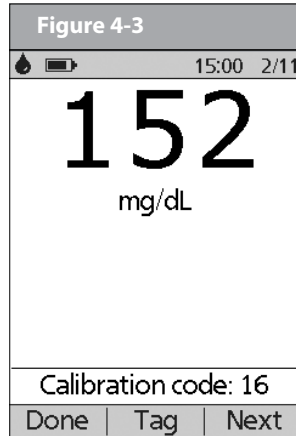 Figure 4-3
15:00 2/11
152
mg/dL
Calibration code: 16
Done | Tag | Next